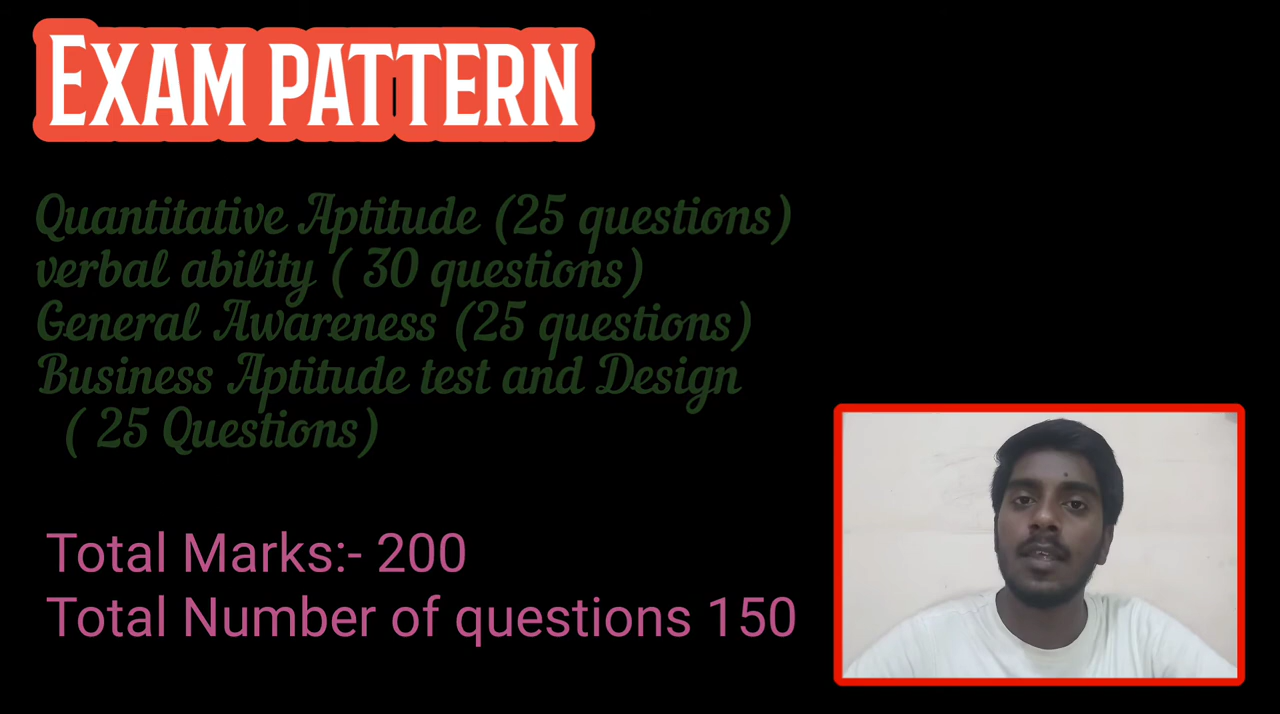 EXAM PATTERN
Quantitative Aptitude (25 questions)
verbal ability ( 30 questions)
General Awareness (25 questions)
Business Aptitude test and Design
( 25 Questions)
Total Marks:- 200
Total Number of questions 150